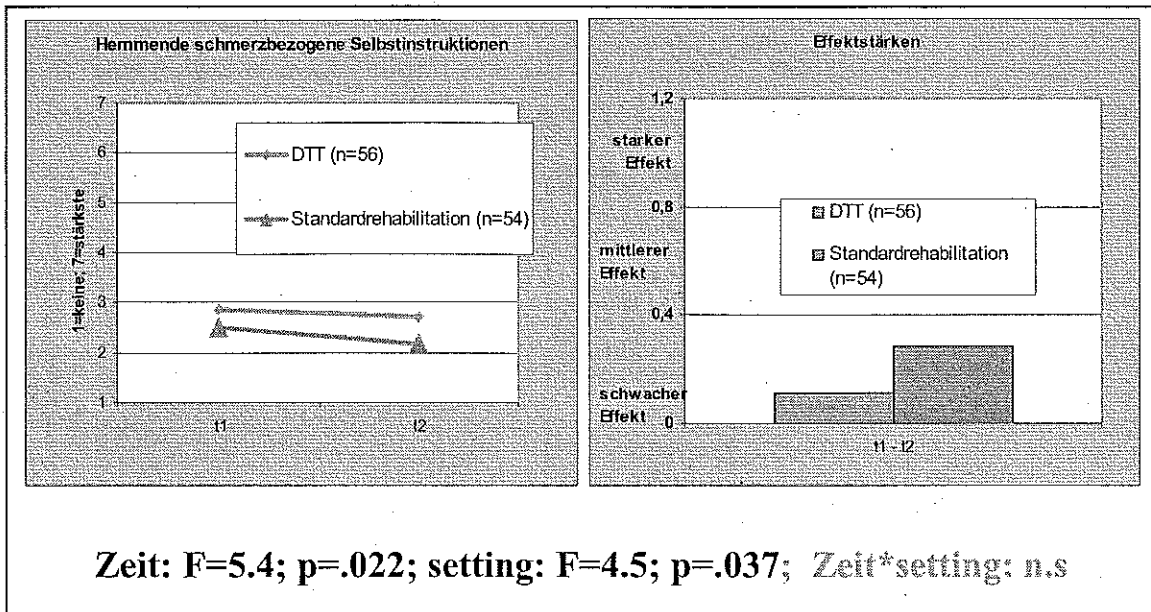 Hemmende schmerzbezogene Selbstinstruktionen
1=keine; 7=stärkste
7
6
5
4
3
2
1
DTT (n=56)
Standardrehabilitation (n=54)
t1
t2
Effektstärken
1,2
starker
Effekt
0,8
mittlerer
Effekt
0,4
schwacher
Effekt
0
DTT (n=56)
Standardrehabilitation
(n=54)
t1 - t2
Zeit: F=5.4; p=.022; setting: F=4.5; p=.037; Zeit*setting: n.s